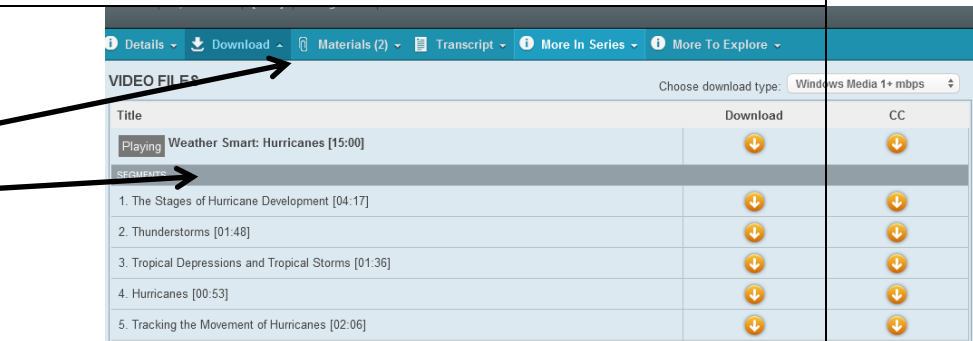 Details Download Materials (2) Transcript More In Series More To Explore
VIDEO FILES
Choose download type: Windows Media 1+ mbps
Title Download CC
Playing Weather Smart: Hurricanes [15:00]
SEGMENTS
1. The Stages of Hurricane Development [04:17]
2. Thunderstorms [01:48]
3. Tropical Depressions and Tropical Storms [01:36]
4. Hurricanes [00:53]
5. Tracking the Movement of Hurricanes [02:06]